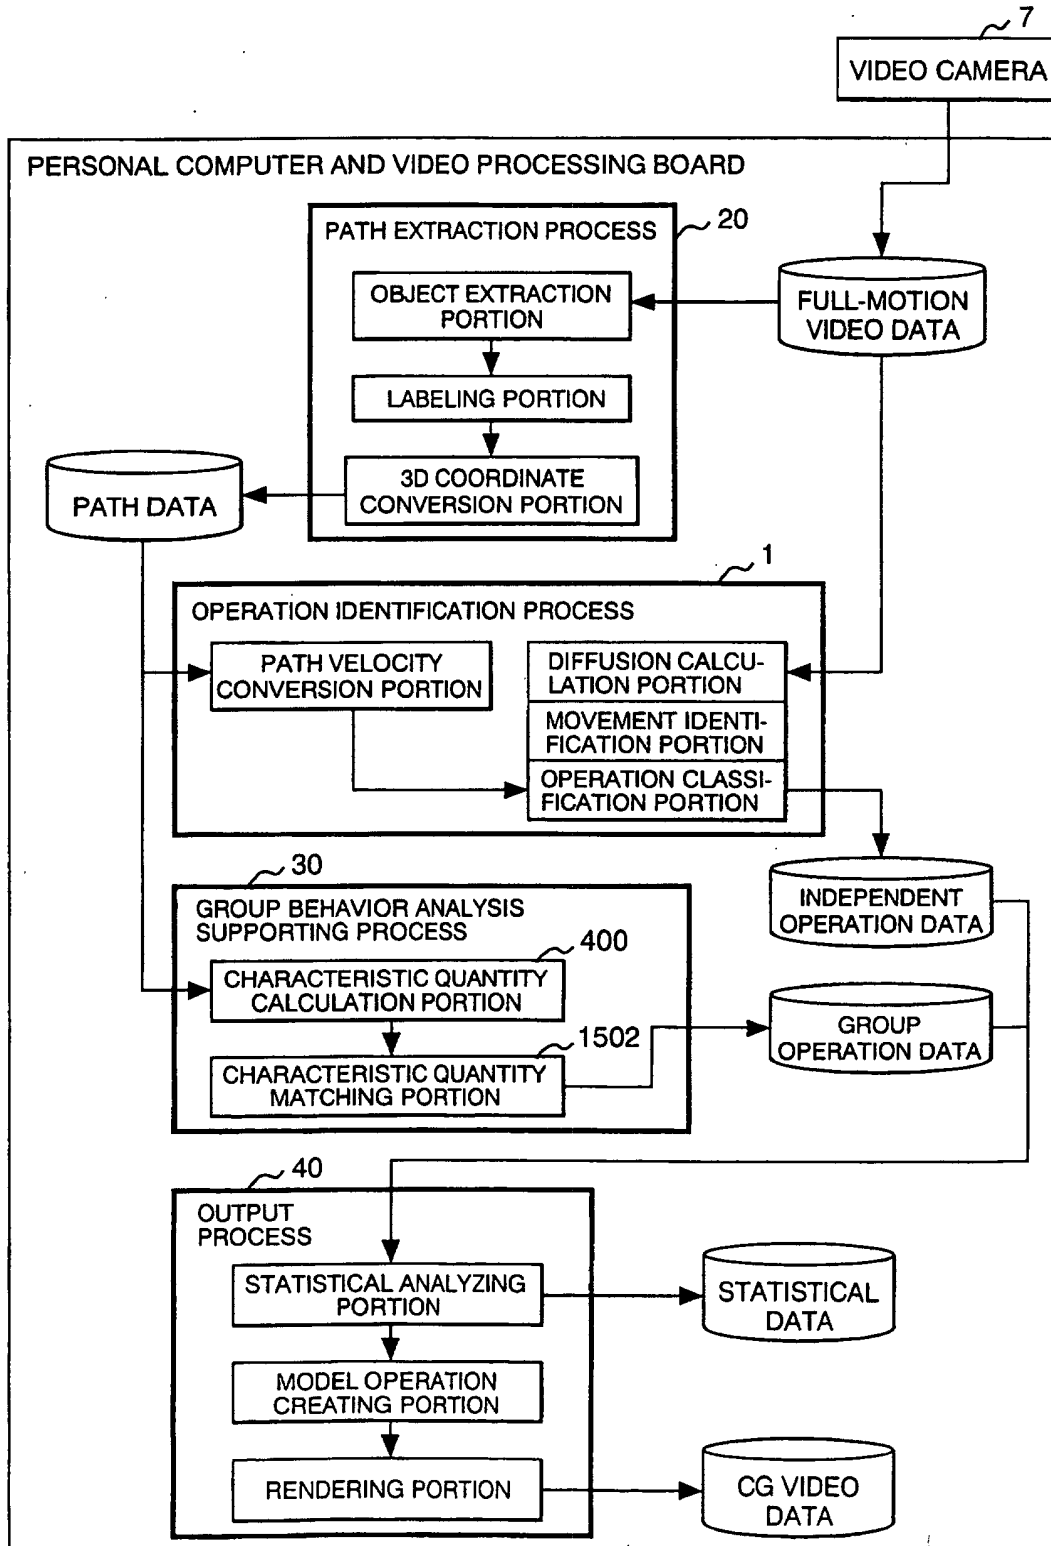 7
VIDEO CAMERA
PERSONAL COMPUTER AND VIDEO PROCESSING BOARD
20
PATH EXTRACTION PROCESS
OBJECT EXTRACTION
PORTION
FULL-MOTION
VIDEO DATA
LABELING PORTION
3D COORDINATE
CONVERSION PORTION
PATH DATA
1
OPERATION IDENTIFICATION PROCESS
PATH VELOCITY
CONVERSION PORTION
DIFFUSION CALCU-
LATION PORTION
MOVEMENT IDENTI-
FICATION PORTION
OPERATION CLASSI-
FICATION PORTION
30
GROUP BEHAVIOR ANALYSIS
SUPPORTING PROCESS
INDEPENDENT
OPERATION DATA
400
CHARACTERISTIC QUANTITY
CALCULATION PORTION
GROUP
OPERATION DATA
1502
CHARACTERISTIC QUANTITY
MATCHING PORTION
40
OUTPUT
PROCESS
STATISTICAL ANALYZING
PORTION
STATISTICAL
DATA
MODEL OPERATION
CREATING PORTION
RENDERING PORTION
CG VIDEO
DATA